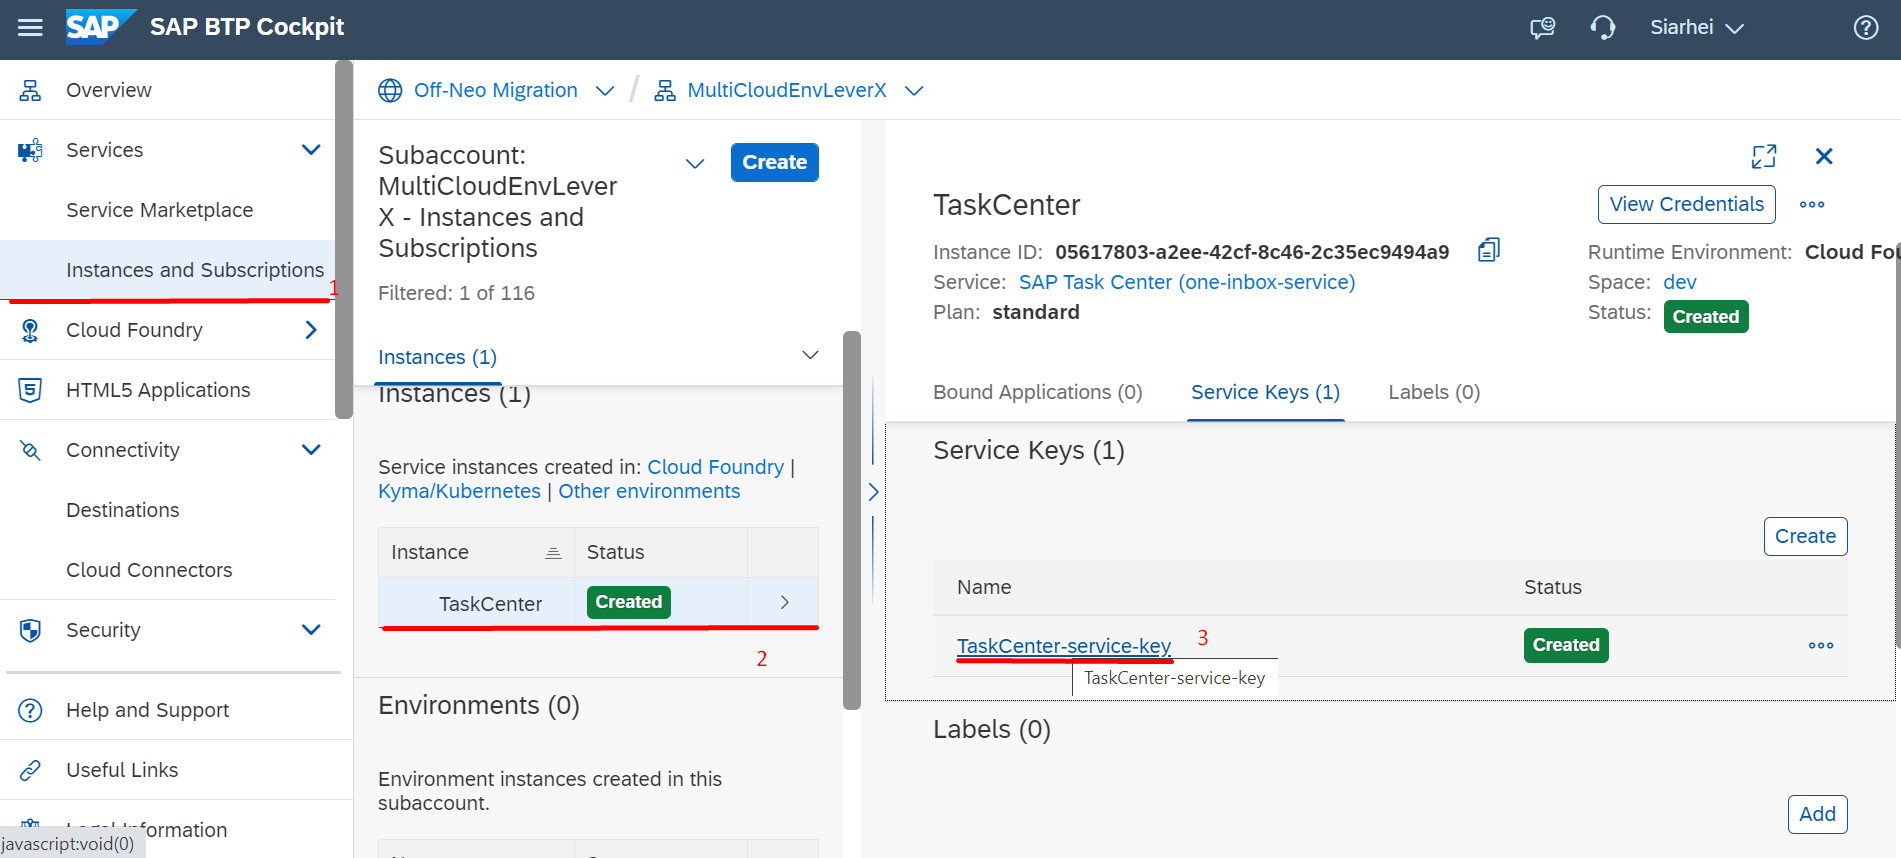 SAP
SAP BTP Cockpit
Siarhei
Overview
Services
Service Marketplace
Instances and Subscriptions
1
Cloud Foundry
HTML5 Applications
Connectivity
Destinations
Cloud Connectors
Security
Help and Support
Useful Links
Legal Information
javascript:void(0)
Off-Neo Migration
/
MultiCloudEnvLeverX
Subaccount:
MultiCloudEnvLever
X - Instances and
Subscriptions
Create
Filtered: 1 of 116
Instances (1)
Instances (1)
Service instances created in: Cloud Foundry |
Kyma/Kubernetes | Other environments
Instance Status
TaskCenter Created
2
Environments (0)
Environment instances created in this
subaccount.
TaskCenter
View Credentials
Instance ID: 05617803-a2ee-42cf-8c46-2c35ec9494a9
Service: SAP Task Center (one-inbox-service)
Plan: standard
Runtime Environment: Cloud Fou
Space: dev
Status: Created
Bound Applications (0) Service Keys (1) Labels (0)
Service Keys (1)
Create
Name Status
TaskCenter-service-key 3 Created
TaskCenter-service-key
Labels (0)
Add